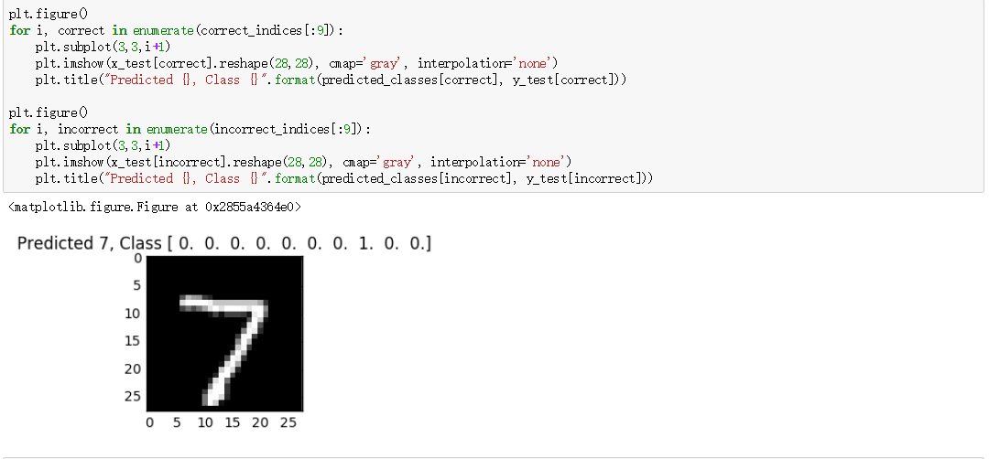 plt.figure()
for i, correct in enumerate(correct_indices[:9]):
    plt.subplot(3,3,i+1)
    plt.imshow(x_test[correct].reshape(28,28), cmap='gray', interpolation='none')
    plt.title("Predicted {}, Class {}".format(predicted_classes[correct], y_test[correct]))
plt.figure()
for i, incorrect in enumerate(incorrect_indices[:9]):
    plt.subplot(3,3,i+1)
    plt.imshow(x_test[incorrect].reshape(28,28), cmap='gray', interpolation='none')
    plt.title("Predicted {}, Class {}".format(predicted_classes[incorrect], y_test[incorrect]))
<matplotlib.figure.Figure at 0x2855a4364e0>
Predicted 7, Class [ 0. 0. 0. 0. 0. 0. 0. 1. 0. 0.]
0
5
10
15
20
25
0 5 10 15 20 25
7